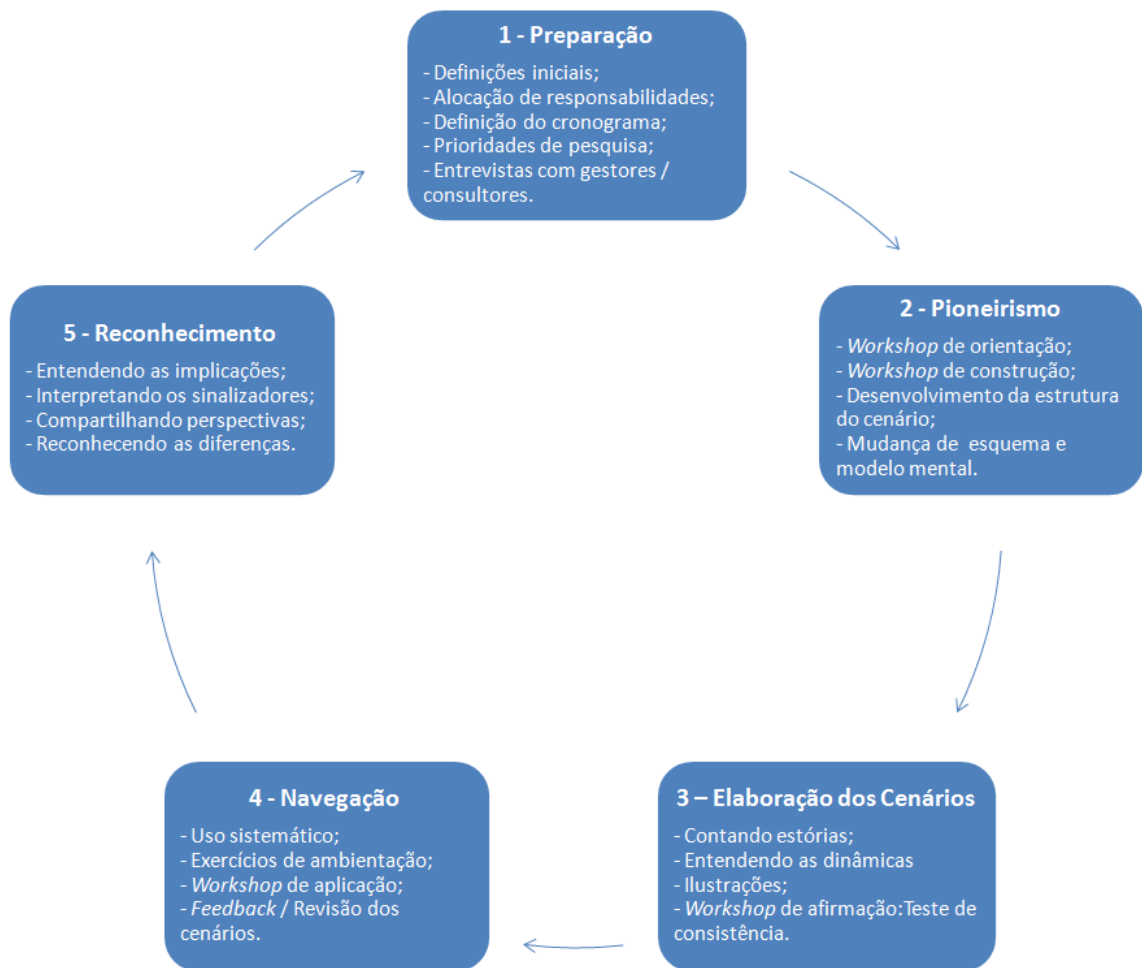 1 - Preparação
- Definições iniciais;
- Alocação de responsabilidades;
- Definição do cronograma;
- Prioridades de pesquisa;
- Entrevistas com gestores /
consultores.
2 - Pioneirismo
- Workshop de orientação;
- Workshop de construção;
- Desenvolvimento da estrutura
do cenário;
- Mudança de esquema e
modelo mental.
3 – Elaboração dos Cenários
- Contando estórias;
- Entendendo as dinâmicas
- Ilustrações;
- Workshop de afirmação:Teste de
consistência.
4 - Navegação
- Uso sistemático;
- Exercícios de ambientação;
- Workshop de aplicação;
- Feedback / Revisão dos
cenários.
5 - Reconhecimento
- Entendendo as implicações;
- Interpretando os sinalizadores;
- Compartilhando perspectivas;
- Reconhecendo as diferenças.